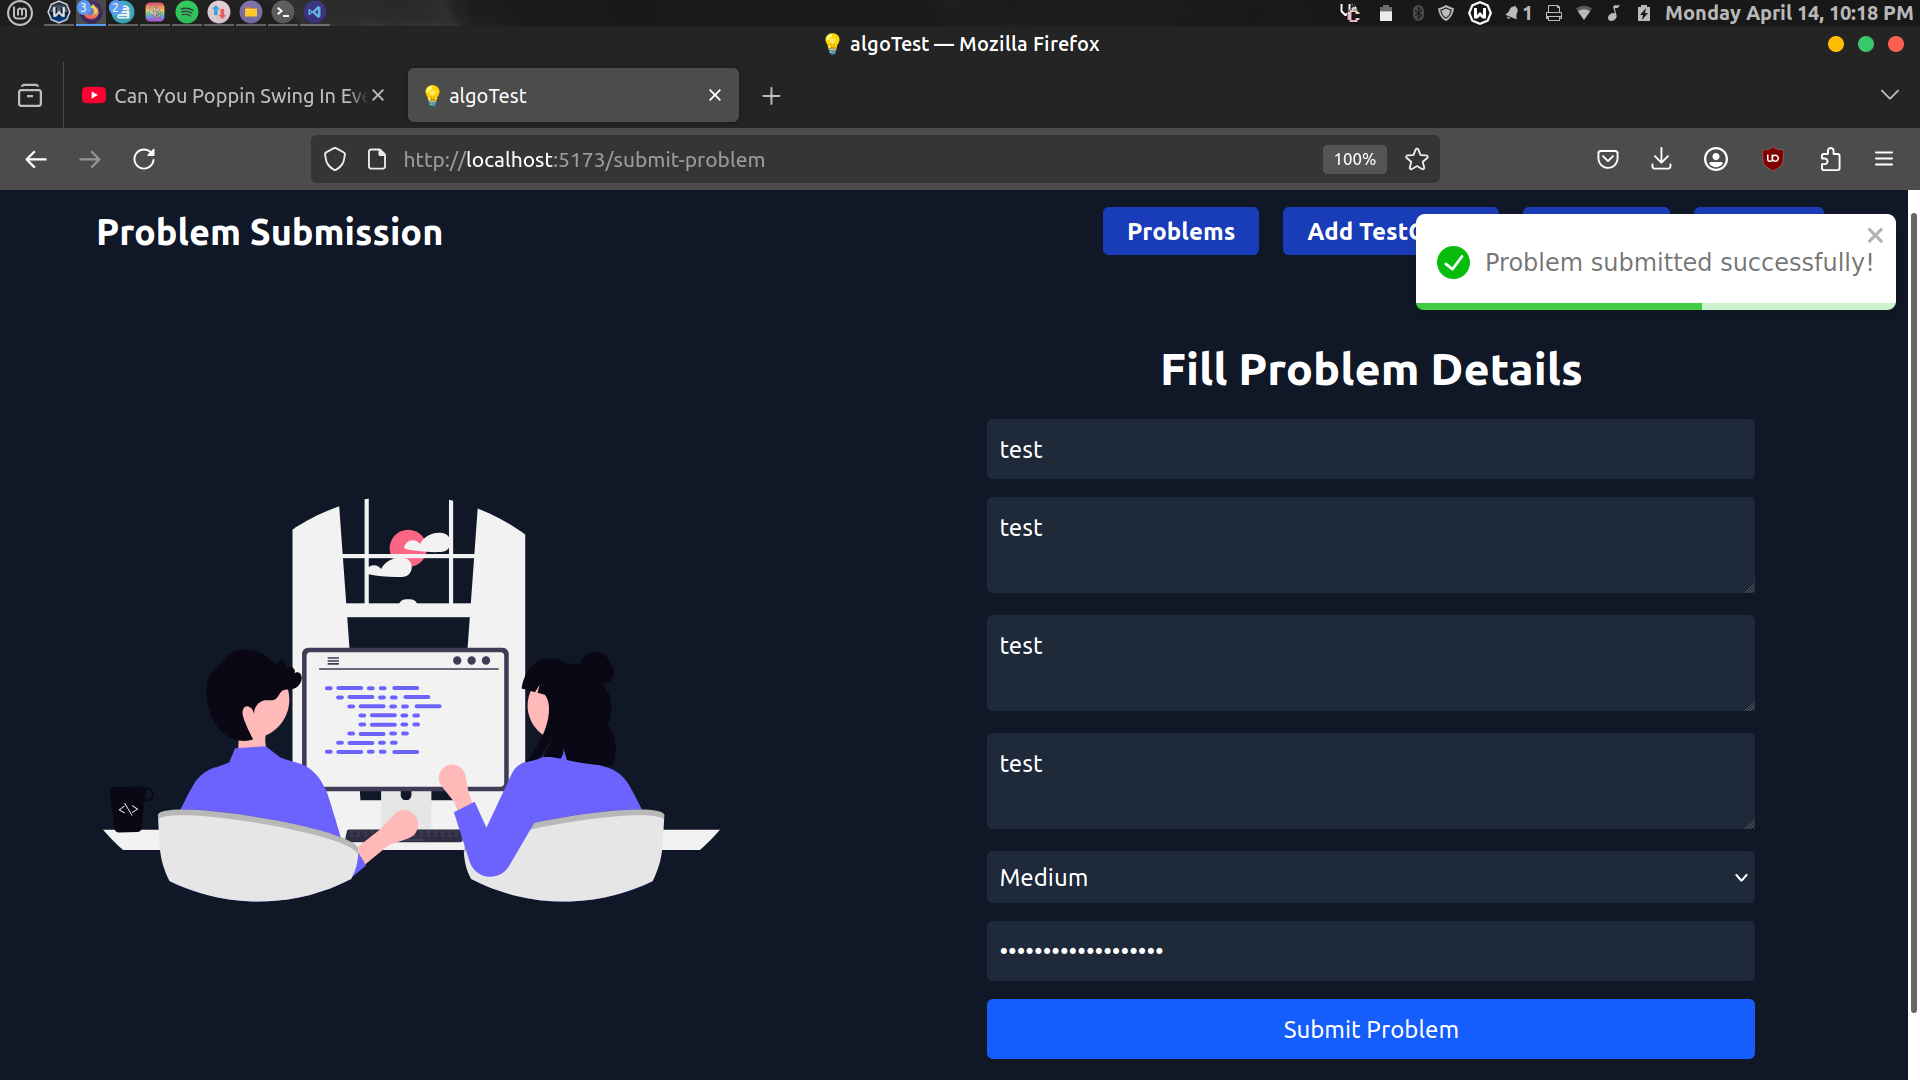 Monday April 14, 10:18 PM
algoTest — Mozilla Firefox
Can You Poppin Swing In Eve
algoTest
http://localhost:5173/submit-problem
100%
Problem Submission
Problems
Add TestC
Problem submitted successfully!
Fill Problem Details
test
test
test
test
Medium
•••••••••••••••••••
Submit Problem